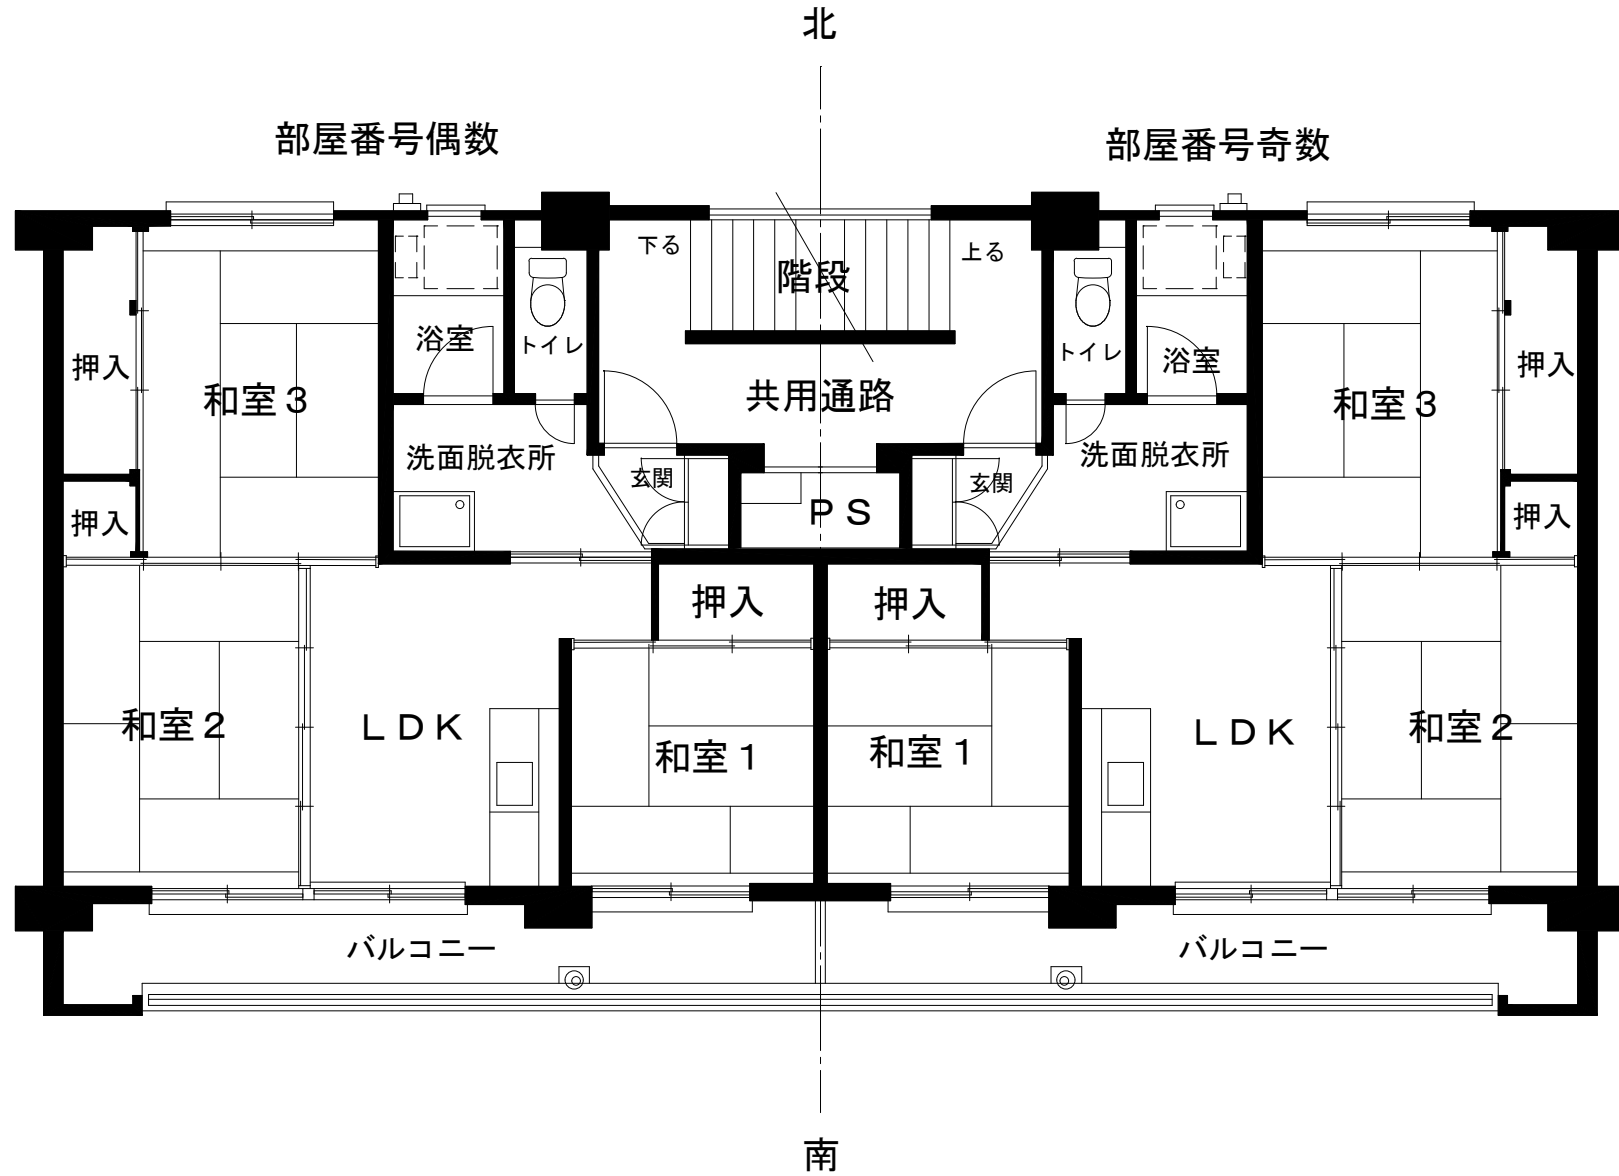 北
部屋番号偶数
部屋番号奇数
下る
上る
階段
浴室
トイレ
トイレ
浴室
押入
和室３
共用通路
和室３
押入
洗面脱衣所
玄関
玄関
洗面脱衣所
押入
ＰＳ
押入
押入
押入
和室２
ＬＤＫ
和室１
和室１
ＬＤＫ
和室２
バルコニー
バルコニー
南